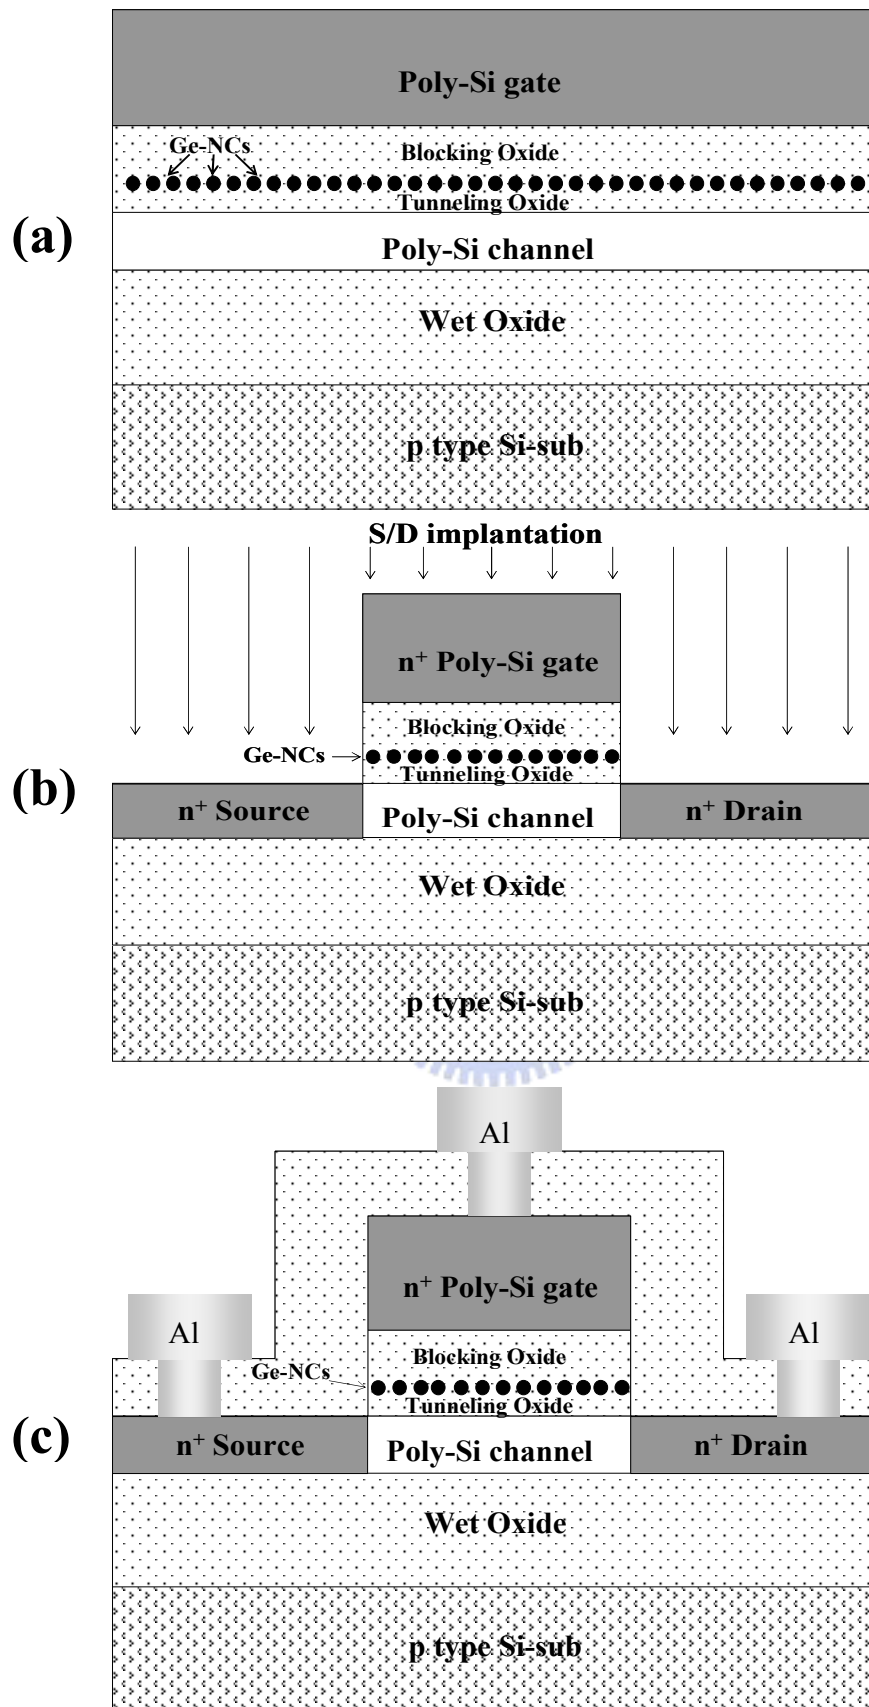 Poly-Si gate
Ge-NCs
Blocking Oxide
Tunneling Oxide
(a)
Poly-Si channel
Wet Oxide
p type Si-sub
S/D implantation
n⁺ Poly-Si gate
Blocking Oxide
Ge-NCs
Tunneling Oxide
(b)
n⁺ Source
Poly-Si channel
n⁺ Drain
Wet Oxide
p type Si-sub
Al
n⁺ Poly-Si gate
Al
Al
Blocking Oxide
Ge-NCs
Tunneling Oxide
(c)
n⁺ Source
Poly-Si channel
n⁺ Drain
Wet Oxide
p type Si-sub